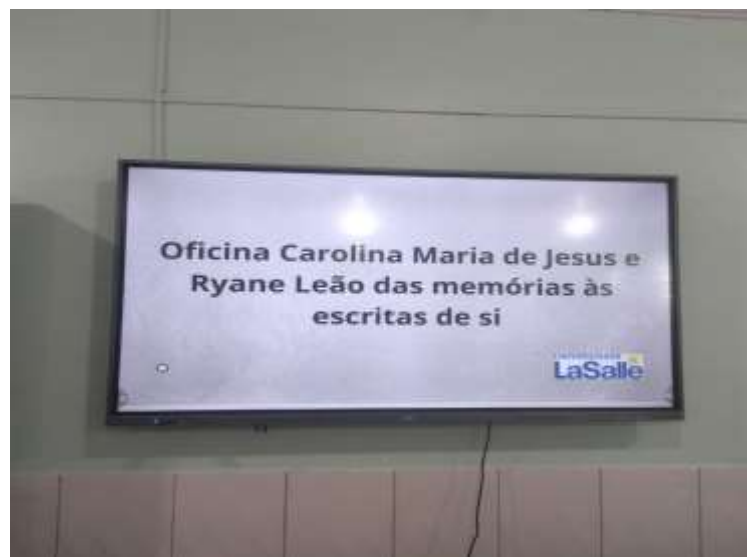 Oficina Carolina Maria de Jesus e
Ryane Leão das memórias às
escritas de si
LaSalle